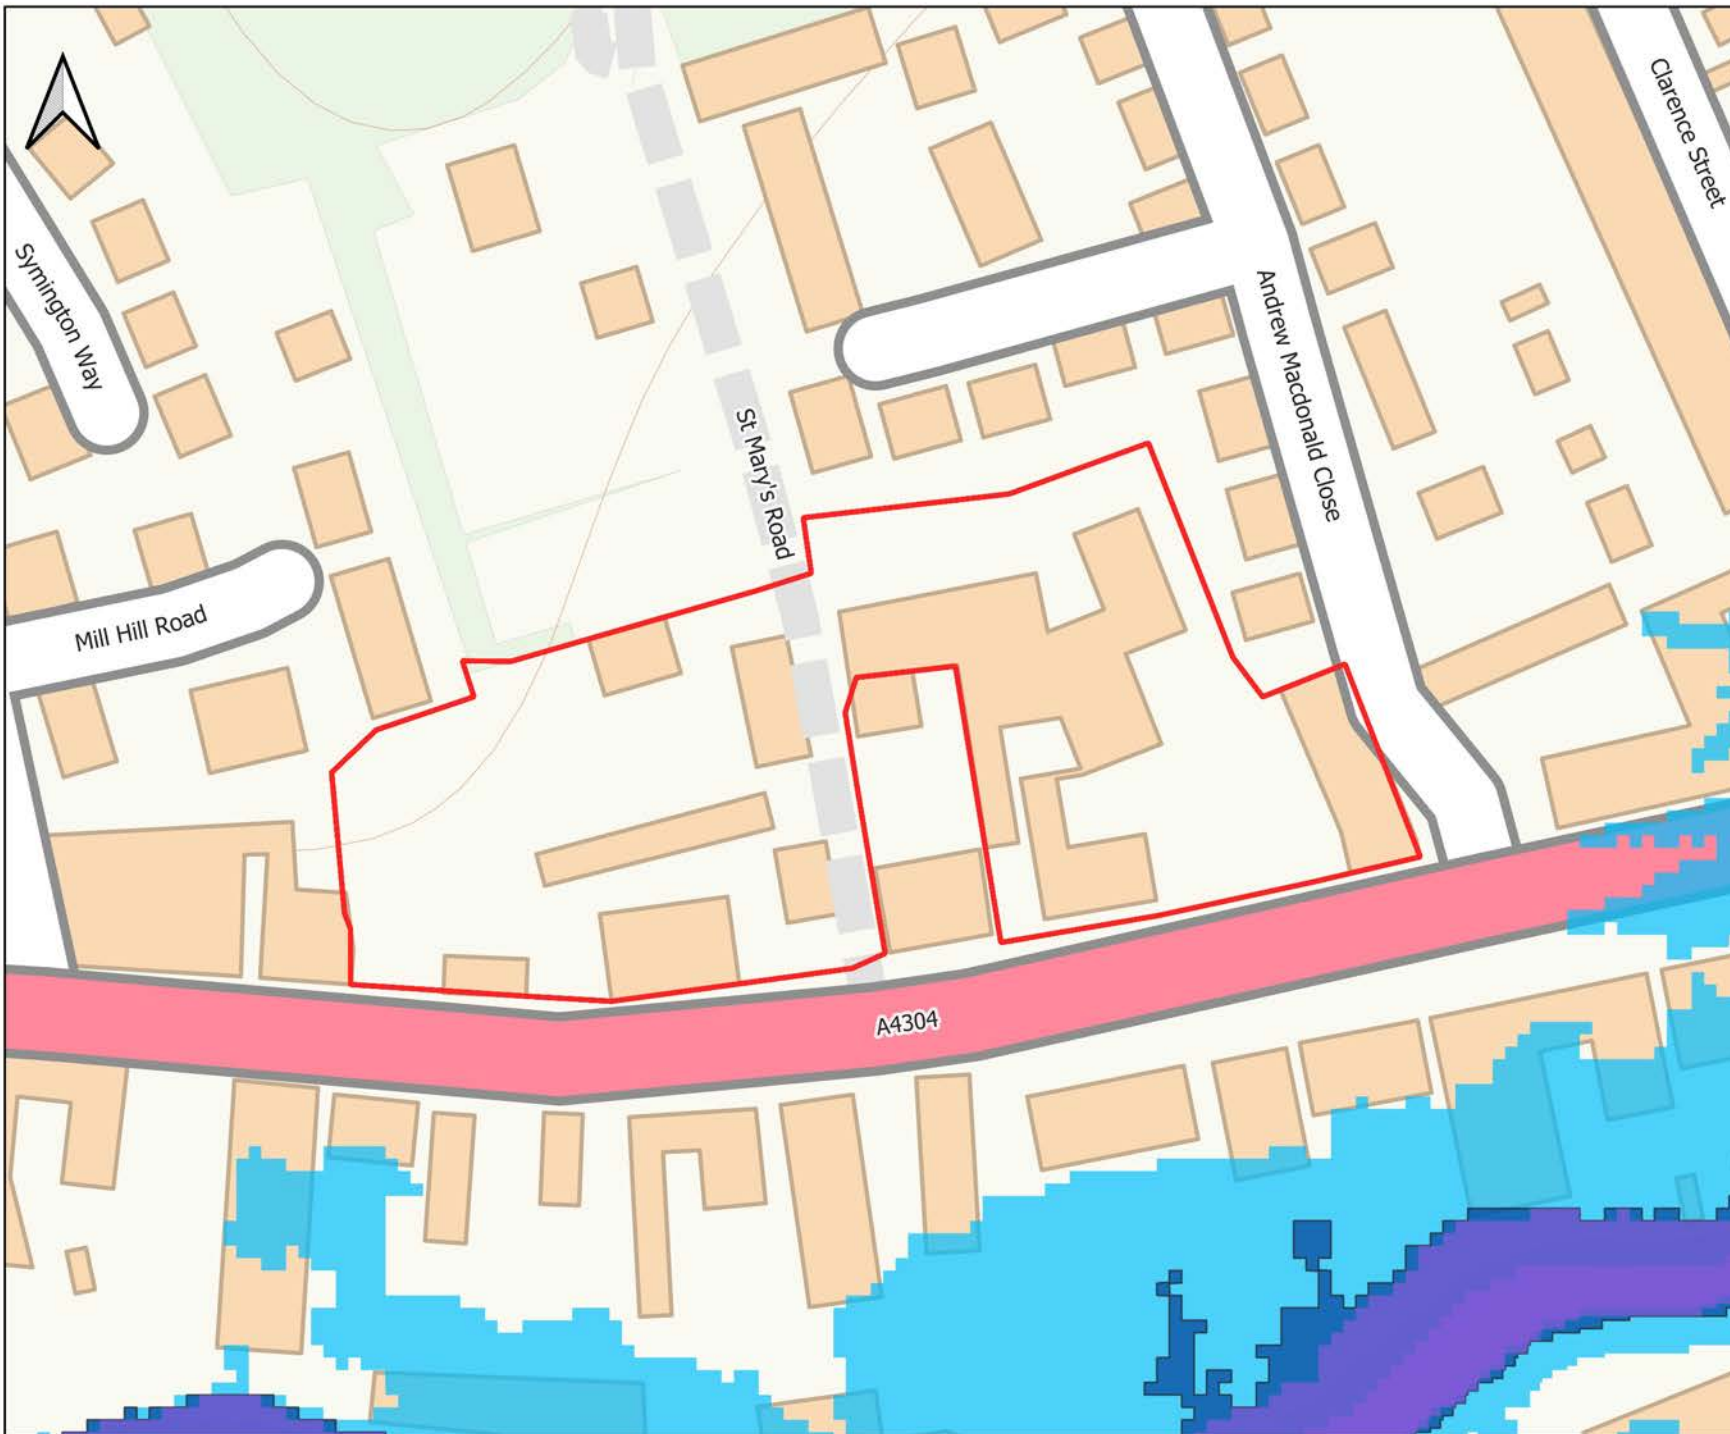 Clarence Street
Symington Way
Andrew Macdonald Close
St Mary's Road
Mill Hill Road
A4304